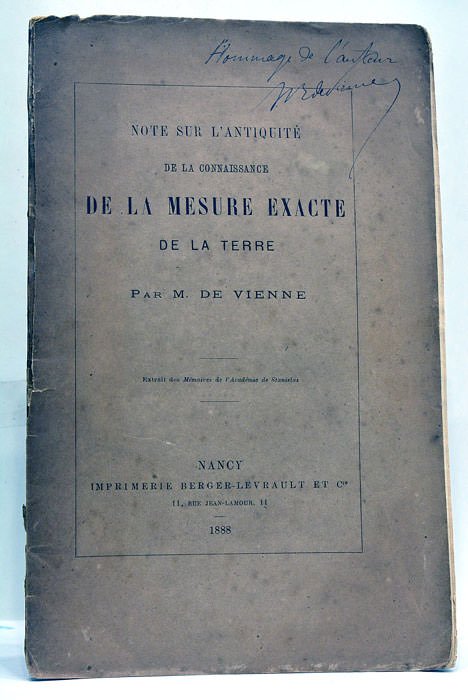 Hommage de l'auteur
de Vienne
NOTE SUR L'ANTIQUITÉ
DE LA CONNAISSANCE
DE LA MESURE EXACTE
DE LA TERRE
PAR M. DE VIENNE
Extrait des Mémoires de l'Académie de Stanislas
NANCY
IMPRIMERIE BERGER-LEVRAULT ET Cie
11, RUE JEAN-LAMOUR, 11
1888